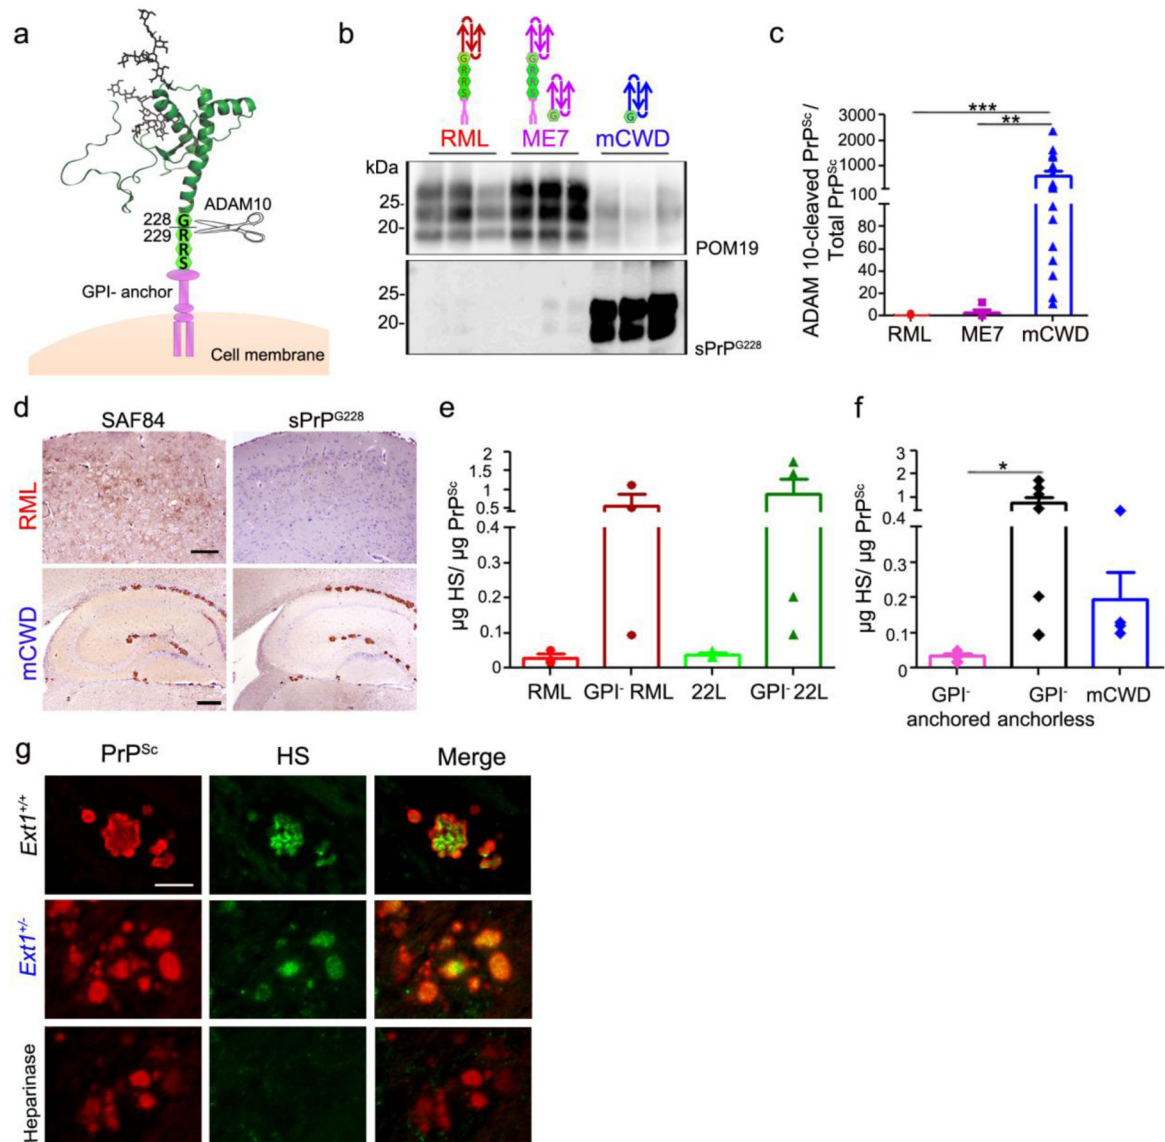 a
228
229
G
R
R
S
ADAM10
GPI- anchor
Cell membrane
b
G
R
R
S
G
R
R
S
G
G
RML
ME7
mCWD
kDa
25-
20-
POM19
25-
20-
sPrP^G228
c
ADAM 10-cleaved PrP^Sc /
Total PrP^Sc
***
**
3000
2000
1000
100
80
60
40
20
0
RML
ME7
mCWD
d
SAF84
sPrP^G228
RML
mCWD
e
µg HS/ µg PrP^Sc
2
1.5
1
0.5
0.4
0.3
0.2
0.1
0
RML
GPI⁻ RML
22L
GPI⁻ 22L
f
µg HS/ µg PrP^Sc
*
3
2
1
0.4
0.3
0.2
0.1
0
GPI⁻
anchored
GPI⁻
anchorless
mCWD
g
PrP^Sc
HS
Merge
Ext1^+/+
Ext1^+/-
Heparinase